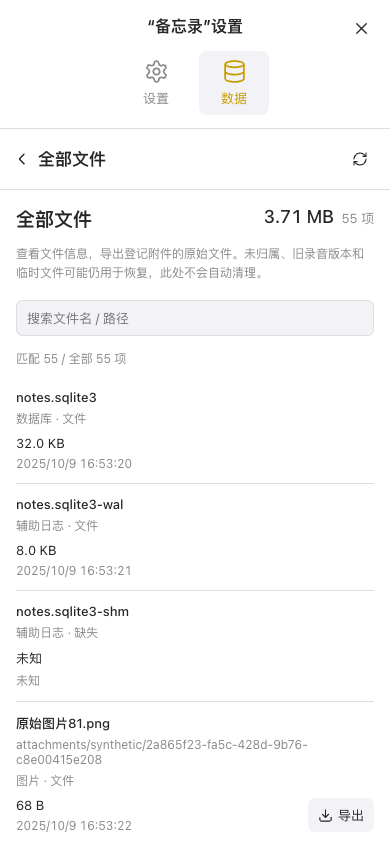 “备忘录”设置
设置
数据
全部文件
全部文件
3.71 MB 55 项
查看文件信息，导出登记附件的原始文件。未归属、旧录音版本和
临时文件可能仍用于恢复，此处不会自动清理。
搜索文件名 / 路径
匹配 55 / 全部 55 项
notes.sqlite3
数据库 · 文件
32.0 KB
2025/10/9 16:53:20
notes.sqlite3-wal
辅助日志 · 文件
8.0 KB
2025/10/9 16:53:21
notes.sqlite3-shm
辅助日志 · 缺失
未知
未知
原始图片81.png
attachments/synthetic/2a865f23-fa5c-428d-9b76-
c8e00415e208
图片 · 文件
68 B
2025/10/9 16:53:22
导出